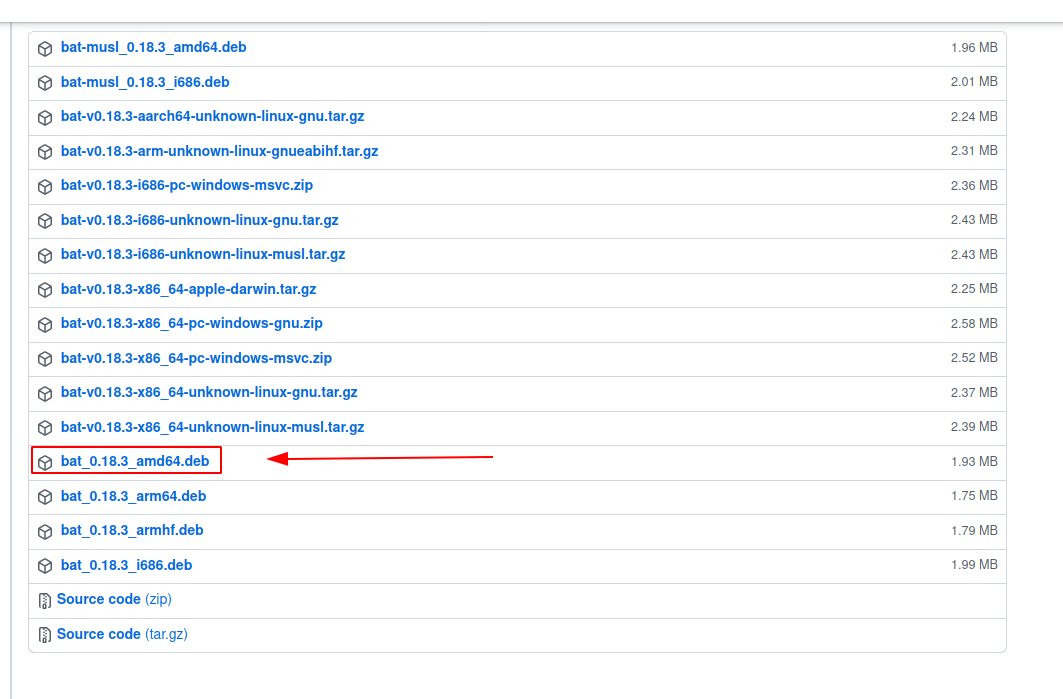 bat-musl_0.18.3_amd64.deb 1.96 MB
bat-musl_0.18.3_i686.deb 2.01 MB
bat-v0.18.3-aarch64-unknown-linux-gnu.tar.gz 2.24 MB
bat-v0.18.3-arm-unknown-linux-gnueabihf.tar.gz 2.31 MB
bat-v0.18.3-i686-pc-windows-msvc.zip 2.36 MB
bat-v0.18.3-i686-unknown-linux-gnu.tar.gz 2.43 MB
bat-v0.18.3-i686-unknown-linux-musl.tar.gz 2.43 MB
bat-v0.18.3-x86_64-apple-darwin.tar.gz 2.25 MB
bat-v0.18.3-x86_64-pc-windows-gnu.zip 2.58 MB
bat-v0.18.3-x86_64-pc-windows-msvc.zip 2.52 MB
bat-v0.18.3-x86_64-unknown-linux-gnu.tar.gz 2.37 MB
bat-v0.18.3-x86_64-unknown-linux-musl.tar.gz 2.39 MB
bat_0.18.3_amd64.deb 1.93 MB
bat_0.18.3_arm64.deb 1.75 MB
bat_0.18.3_armhf.deb 1.79 MB
bat_0.18.3_i686.deb 1.99 MB
Source code (zip)
Source code (tar.gz)